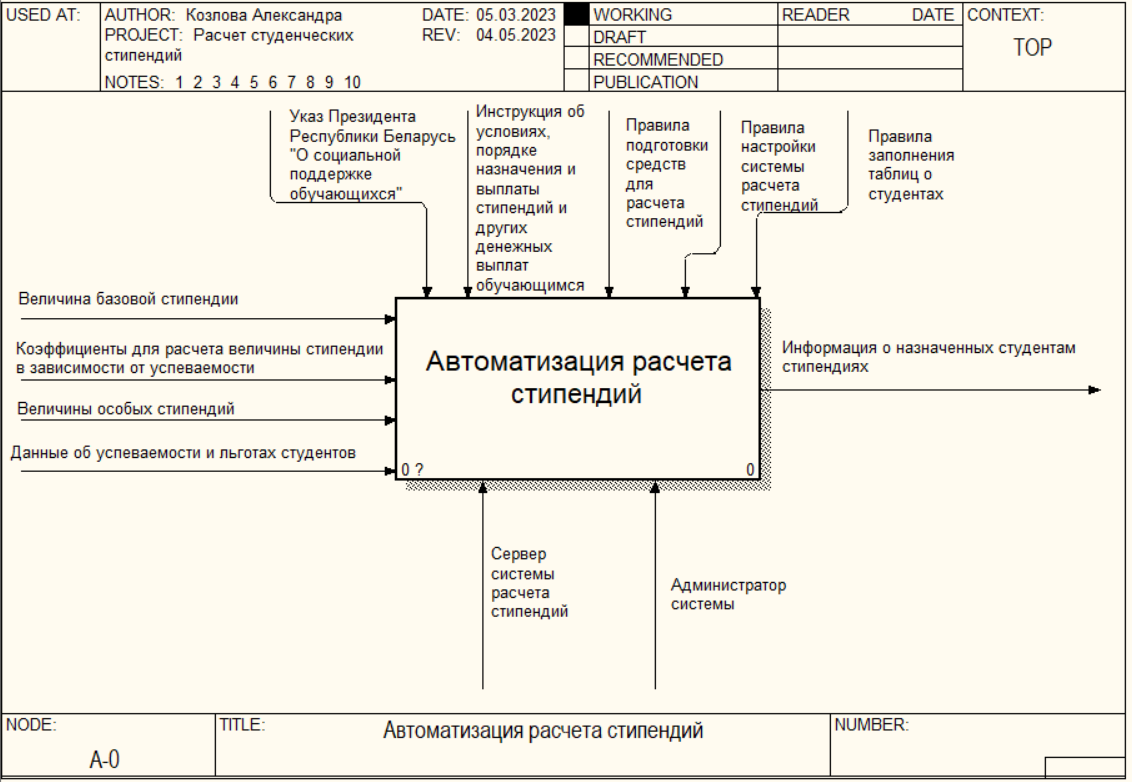 USED AT:
AUTHOR: Козлова Александра
DATE: 05.03.2023
PROJECT: Расчет студенческих
стипендий
REV: 04.05.2023
NOTES: 1 2 3 4 5 6 7 8 9 10
WORKING
DRAFT
RECOMMENDED
PUBLICATION
READER
DATE
CONTEXT:
TOP
Указ Президента
Республики Беларусь
"О социальной
поддержке
обучающихся"
Инструкция об
условиях,
порядке
назначения и
выплаты
стипендий и
других
денежных
выплат
обучающимся
Правила
подготовки
средств
для
расчета
стипендий
Правила
настройки
системы
расчета
стипендий
Правила
заполнения
таблиц о
студентах
Величина базовой стипендии
Коэффициенты для расчета величины стипендии
в зависимости от успеваемости
Величины особых стипендий
Данные об успеваемости и льготах студентов
Автоматизация расчета
стипендий
0 ?
0
Информация о назначенных студентам
стипендиях
Сервер
системы
расчета
стипендий
Администратор
системы
NODE:
A-0
TITLE:
Автоматизация расчета стипендий
NUMBER: